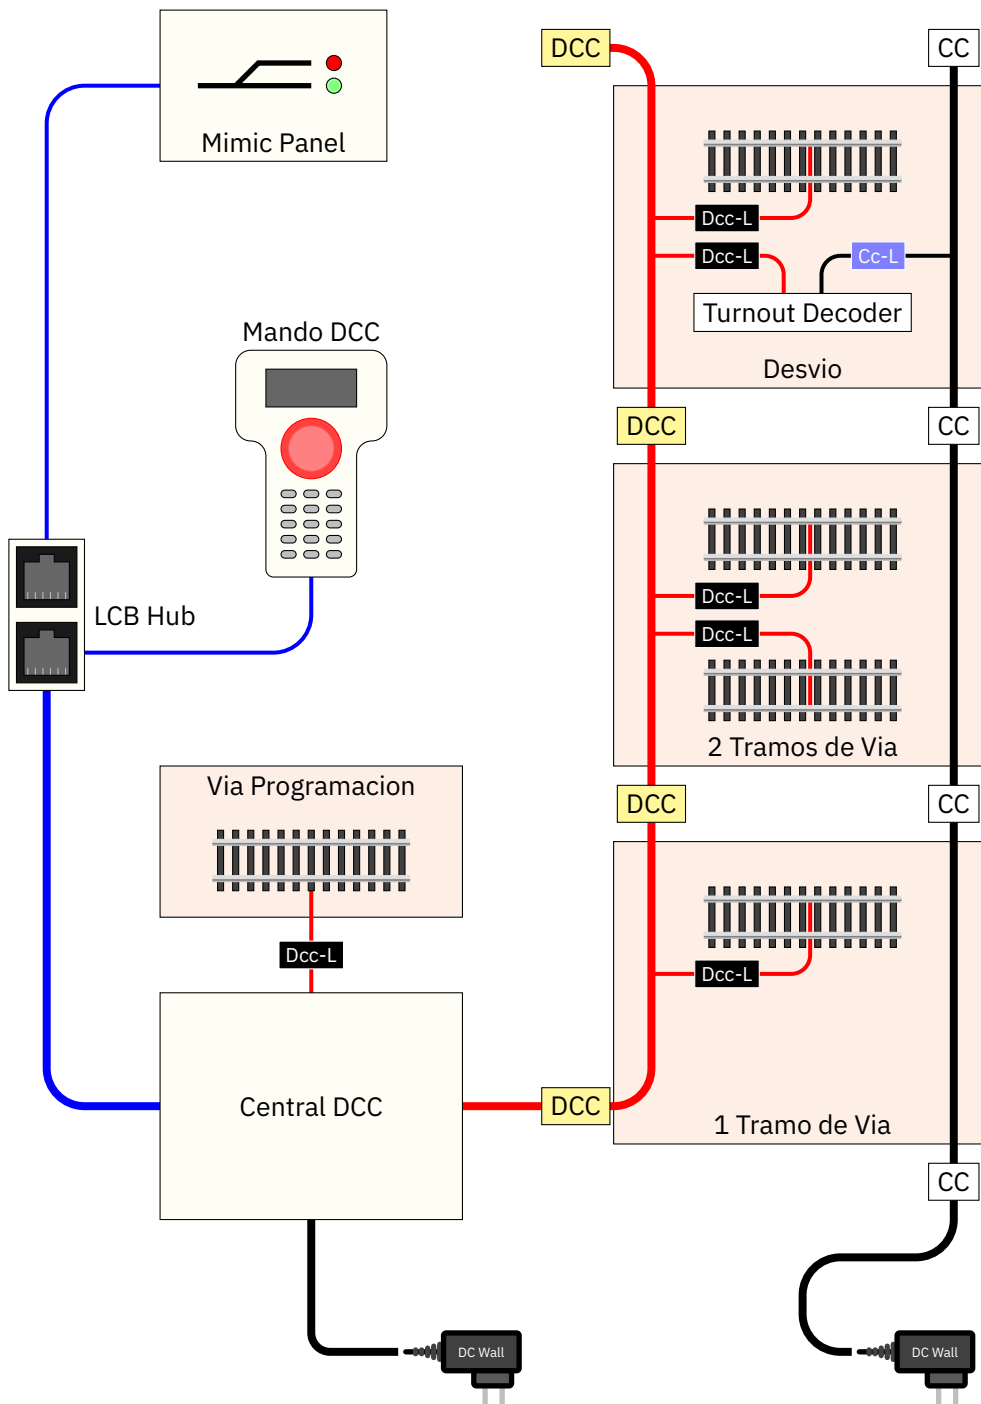 DCC
CC
Mimic Panel
Dcc-L
Dcc-L
Cc-L
Turnout Decoder
Desvio
Mando DCC
DCC
CC
Dcc-L
LCB Hub
Dcc-L
2 Tramos de Via
Via Programacion
DCC
CC
Dcc-L
Dcc-L
Central DCC
DCC
1 Tramo de Via
CC
DC Wall
DC Wall